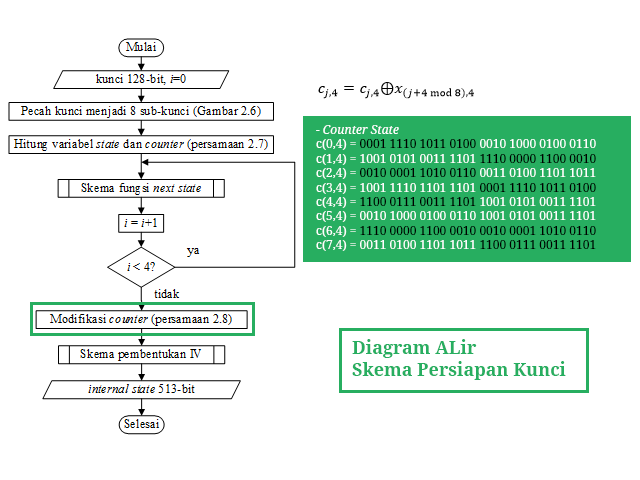 Mulai
kunci 128-bit, i=0
Pecah kunci menjadi 8 sub-kunci (Gambar 2.6)
Hitung variabel state dan counter (persamaan 2.7)
Skema fungsi next state
i = i+1
i < 4?
ya
tidak
Modifikasi counter (persamaan 2.8)
Skema pembentukan IV
internal state 513-bit
Selesai
c_{j,4} = c_{j,4}⨁x_{(j+4 mod 8),4}
- Counter State
c(0,4) = 0001 1110 1011 0100 0010 1000 0100 0110
c(1,4) = 1001 0101 0011 1101 1110 0000 1100 0010
c(2,4) = 0010 0001 1010 0110 0011 0100 1101 1011
c(3,4) = 1001 1110 1101 1101 0001 1110 1011 0100
c(4,4) = 1100 0111 0011 1101 1001 0101 0011 1101
c(5,4) = 0010 1000 0100 0110 1001 0101 0011 1101
c(6,4) = 1110 0000 1100 0010 0010 0001 1010 0110
c(7,4) = 0011 0100 1101 1011 1100 0111 0011 1101
Diagram ALir
Skema Persiapan Kunci